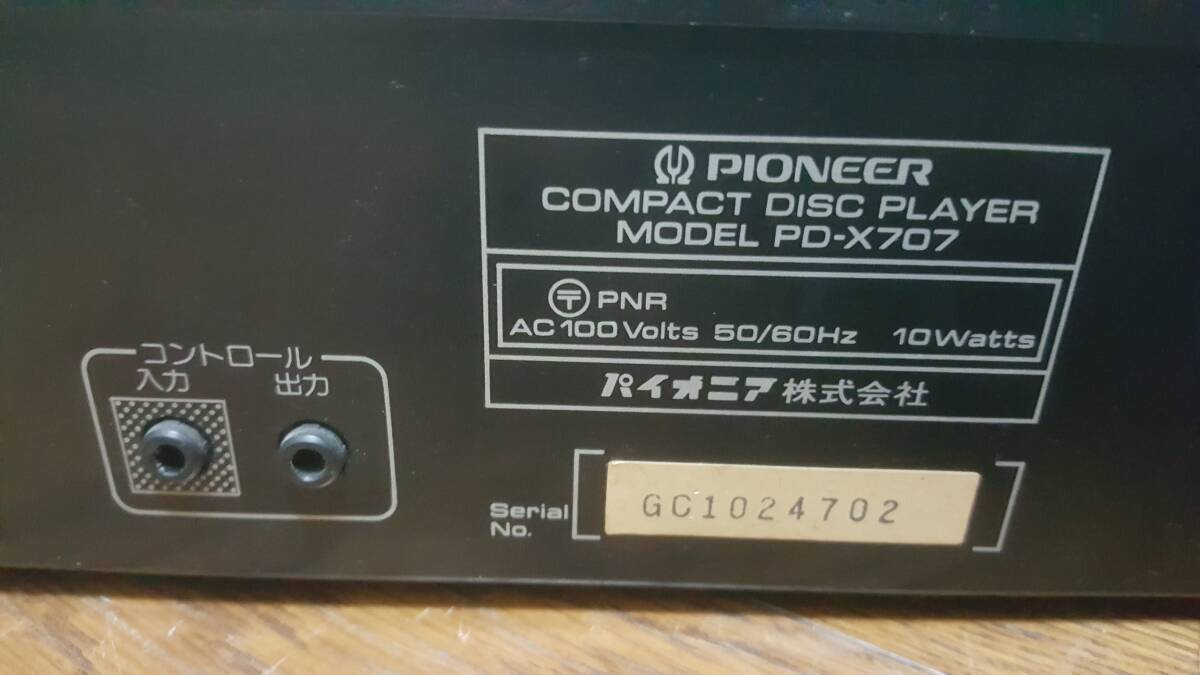 PIONEER
COMPACT DISC PLAYER
MODEL PD-X707
〒 PNR
AC 100 Volts 50/60Hz 10 Watts
パイオニア株式会社
コントロール
入力 出力
Serial No.
GC1024702